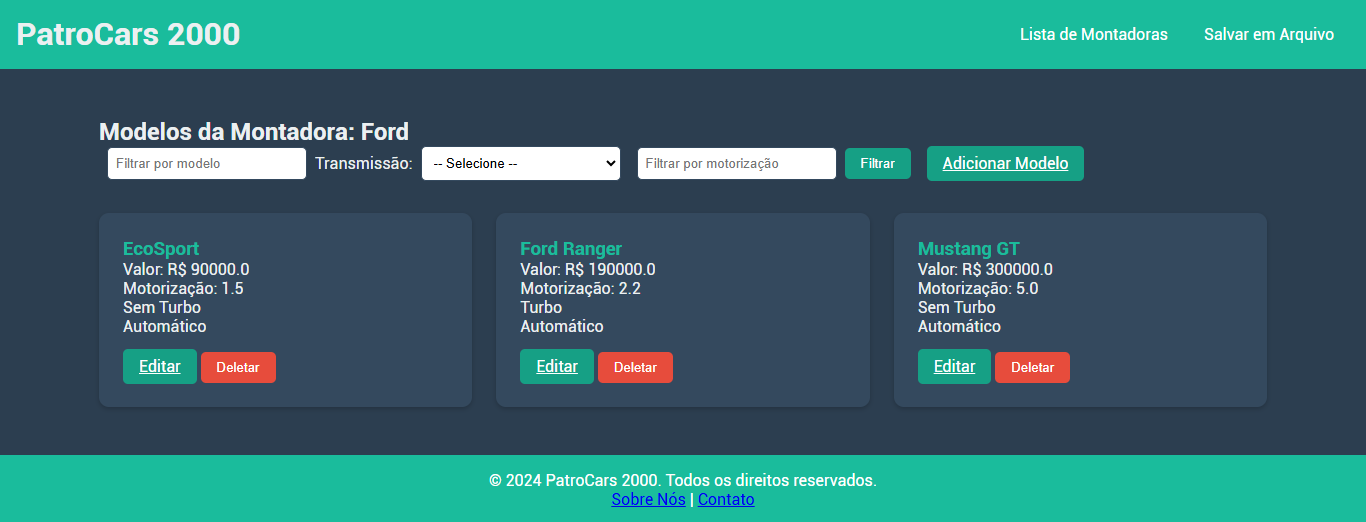 PatroCars 2000
Lista de Montadoras
Salvar em Arquivo
Modelos da Montadora: Ford
Filtrar por modelo
Transmissão:
-- Selecione --
Filtrar por motorização
Filtrar
Adicionar Modelo
EcoSport
Valor: R$ 90000.0
Motorização: 1.5
Sem Turbo
Automático
Editar
Deletar
Ford Ranger
Valor: R$ 190000.0
Motorização: 2.2
Turbo
Automático
Editar
Deletar
Mustang GT
Valor: R$ 300000.0
Motorização: 5.0
Sem Turbo
Automático
Editar
Deletar
© 2024 PatroCars 2000. Todos os direitos reservados.
Sobre Nós | Contato